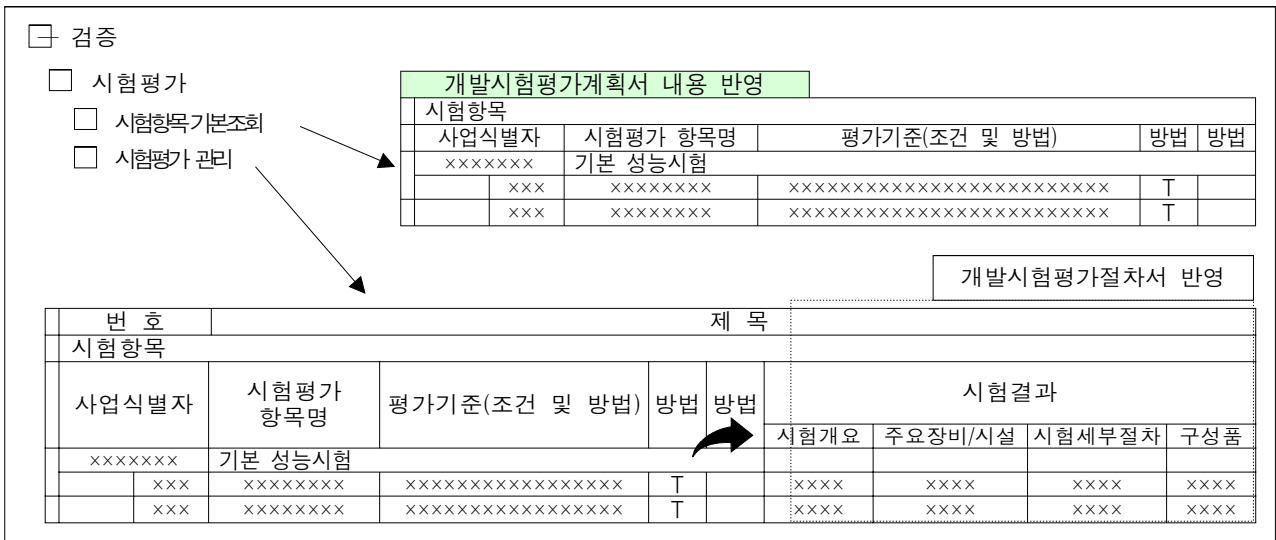 검증
시험평가
시험항목 기본조회
시험평가 관리
개발시험평가계획서 내용 반영
시험항목
사업식별자 시험평가 항목명 평가기준(조건 및 방법) 방법 방법
××××××× 기본 성능시험
××× ×××××××× ×××××××××××××××××××××××××× T
××× ×××××××× ×××××××××××××××××××××××××× T
개발시험평가절차서 반영
번 호 제 목
시험항목
사업식별자 시험평가 항목명 평가기준(조건 및 방법) 방법 방법 시험결과
시험개요 주요장비/시설 시험세부절차 구성품
××××××× 기본 성능시험
××× ×××××××× ××××××××××××××××× T ×××× ×××× ×××× ××××
××× ×××××××× ××××××××××××××××× T ×××× ×××× ×××× ××××